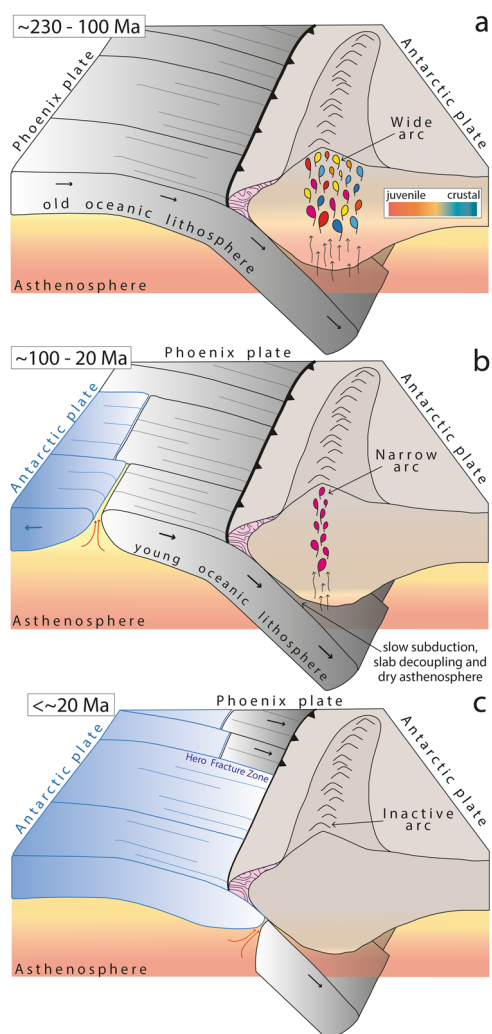 ~230 - 100 Ma
a
Phoenix plate
Antarctic plate
Wide
arc
juvenile crustal
old oceanic lithosphere
Asthenosphere
~100 - 20 Ma
Phoenix plate
b
Antarctic plate
Antarctic plate
Narrow
arc
young oceanic lithosphere
Asthenosphere
slow subduction,
slab decoupling and
dry asthenosphere
<~20 Ma
Phoenix plate
c
Antarctic plate
Antarctic plate
Hero Fracture Zone
Inactive
arc
Asthenosphere